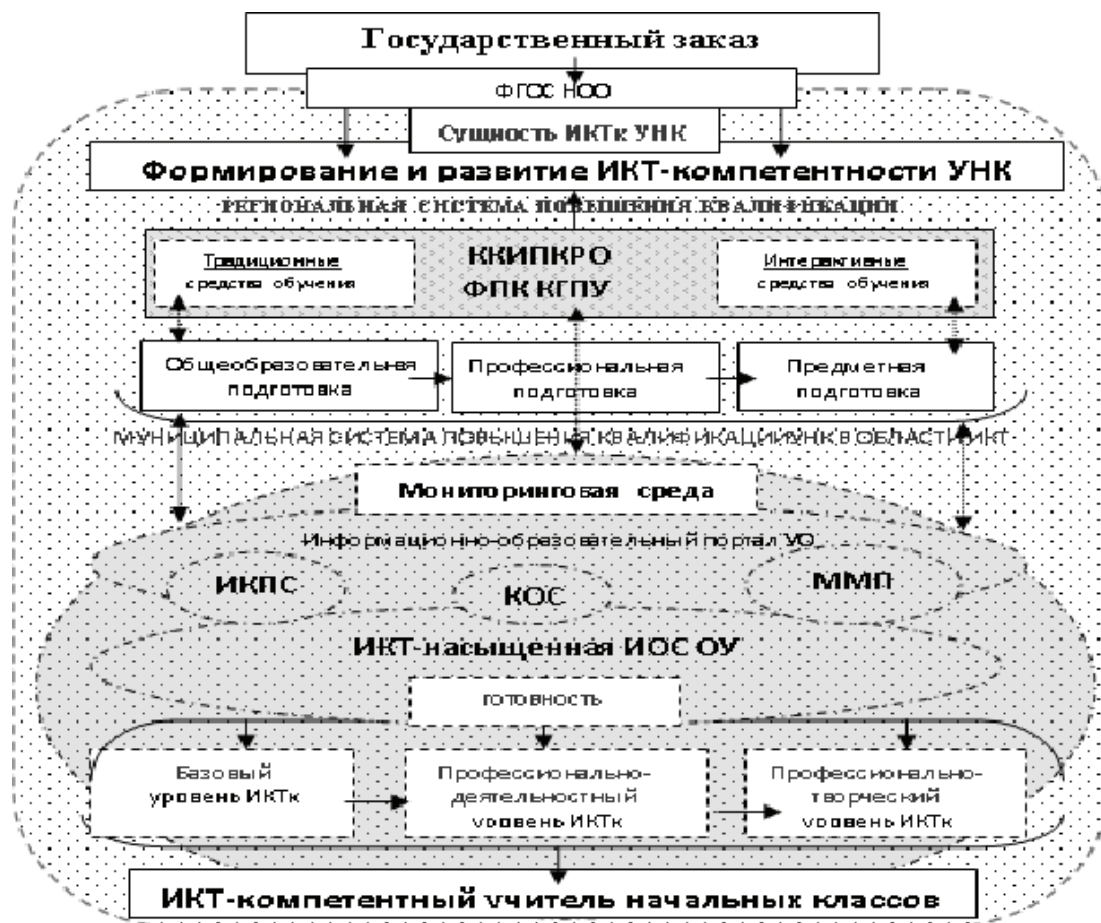 Государственный заказ
ФГОС НОО
Сущность ИКТк УНК
Формирование и развитие ИКТ-компетентности УНК
РЕГИОНАЛЬНАЯ СИСТЕМА ПОВЫШЕНИЯ КВАЛИФИКАЦИИ
Традиционные
средства обучения
ККИПКРО
ФПК КГПУ
Интерактивные
средства обучения
Общеобразовательная
подготовка
Профессиональная
подготовка
Предметная
подготовка
МУНИЦИПАЛЬНАЯ СИСТЕМА ПОВЫШЕНИЯ КВАЛИФИКАЦИИ УНК В ОБЛАСТИ ИКТ
Мониторинговая среда
Информационно-образовательный портал УО
ИКПС
КОС
ММП
ИКТ-насыщенная ИОС ОУ
готовность
Базовый
уровень ИКТк
Профессионально-
деятельностный
уровень ИКТк
Профессионально-
творческий
уровень ИКТк
ИКТ-компетентный учитель начальных классов